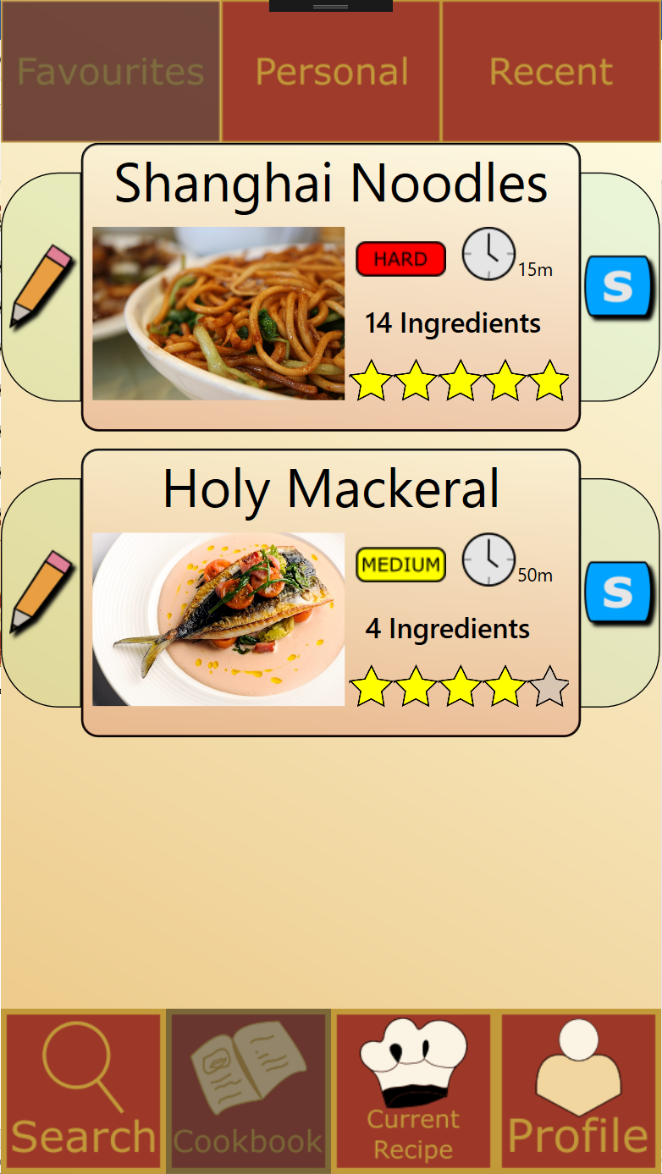 Favourites Personal Recent
Shanghai Noodles
HARD 15m
S
14 Ingredients
Holy Mackeral
MEDIUM 50m
S
4 Ingredients
Search Cookbook Current Recipe Profile